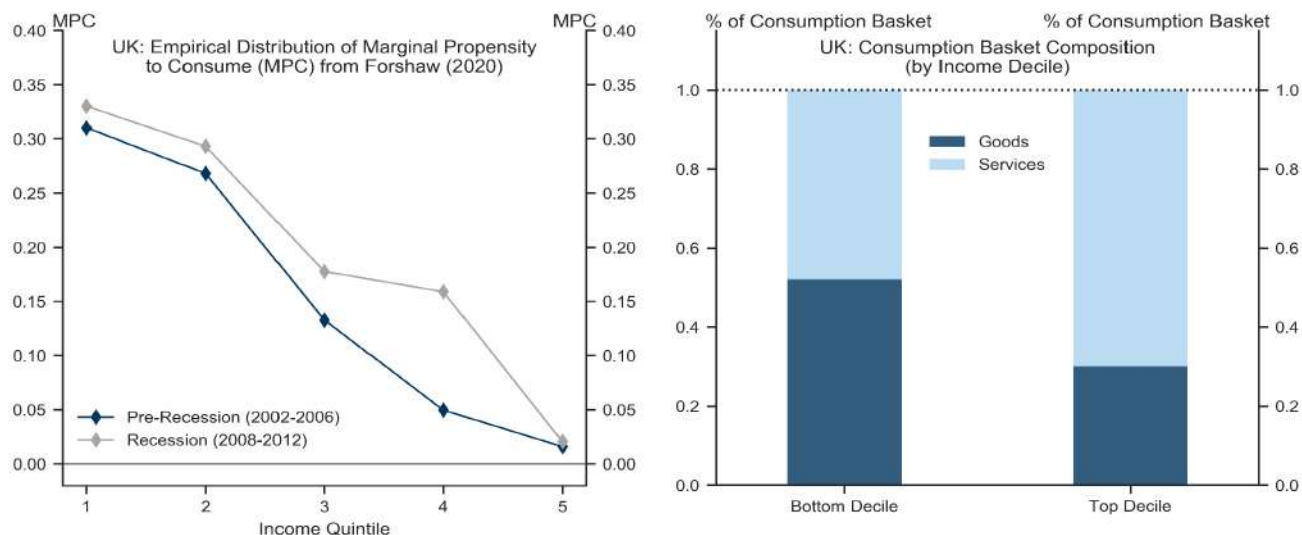 MPC
MPC
UK: Empirical Distribution of Marginal Propensity
to Consume (MPC) from Forshaw (2020)
0.40
0.35
0.30
0.25
0.20
0.15
0.10
0.05
0.00
0.40
0.35
0.30
0.25
0.20
0.15
0.10
0.05
0.00
Pre-Recession (2002-2006)
Recession (2008-2012)
1
2
3
4
5
Income Quintile
% of Consumption Basket
% of Consumption Basket
UK: Consumption Basket Composition
(by Income Decile)
1.0
0.8
0.6
0.4
0.2
0.0
1.0
0.8
0.6
0.4
0.2
0.0
Goods
Services
Bottom Decile
Top Decile